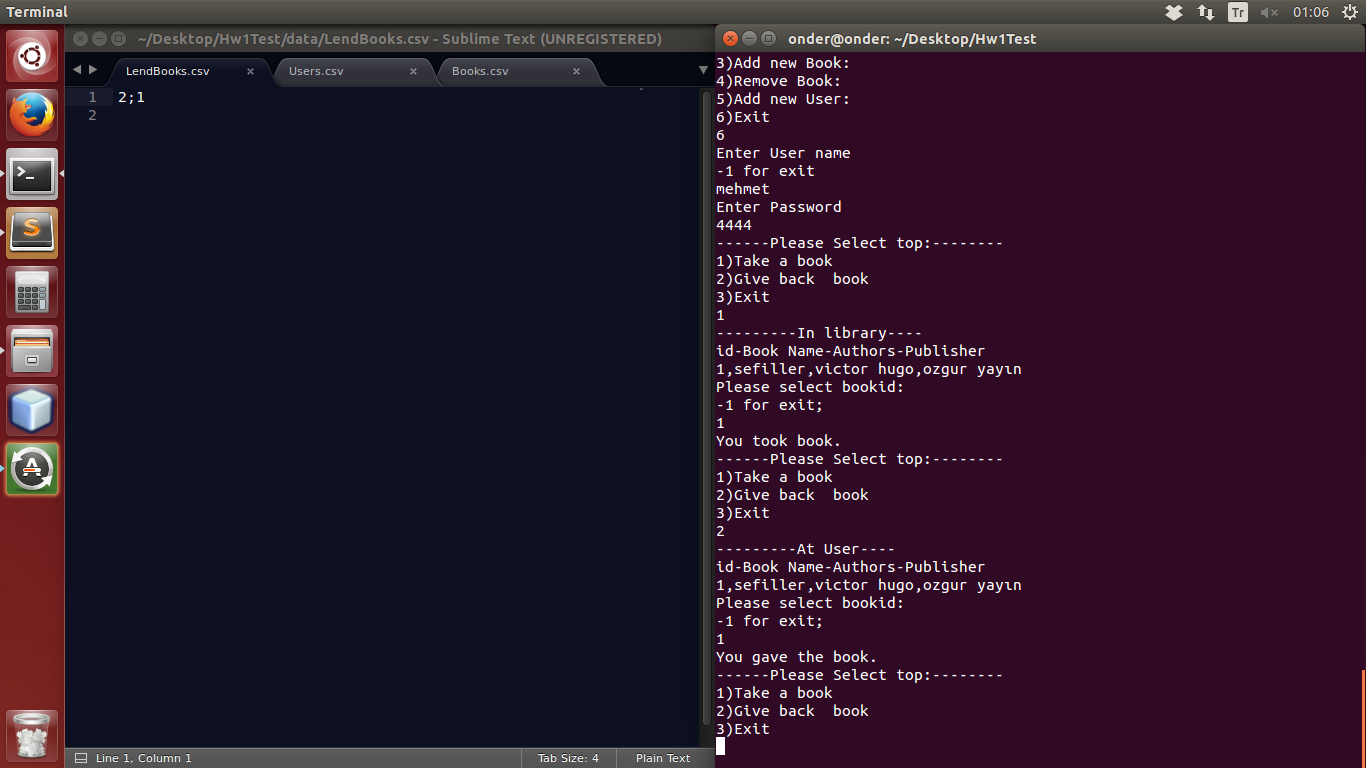 Terminal
Tr
01:06
~/Desktop/Hw1Test/data/LendBooks.csv - Sublime Text (UNREGISTERED)
LendBooks.csv
Users.csv
Books.csv
1 2;1
2
Line 1, Column 1
Tab Size: 4
Plain Text
onder@onder: ~/Desktop/Hw1Test
3)Add new Book:
4)Remove Book:
5)Add new User:
6)Exit
6
Enter User name
-1 for exit
mehmet
Enter Password
4444
------Please Select top:--------
1)Take a book
2)Give back  book
3)Exit
1
---------In library----
id-Book Name-Authors-Publisher
1,sefiller,victor hugo,ozgur yayın
Please select bookid:
-1 for exit;
1
You took book.
------Please Select top:--------
1)Take a book
2)Give back  book
3)Exit
2
---------At User----
id-Book Name-Authors-Publisher
1,sefiller,victor hugo,ozgur yayın
Please select bookid:
-1 for exit;
1
You gave the book.
------Please Select top:--------
1)Take a book
2)Give back  book
3)Exit